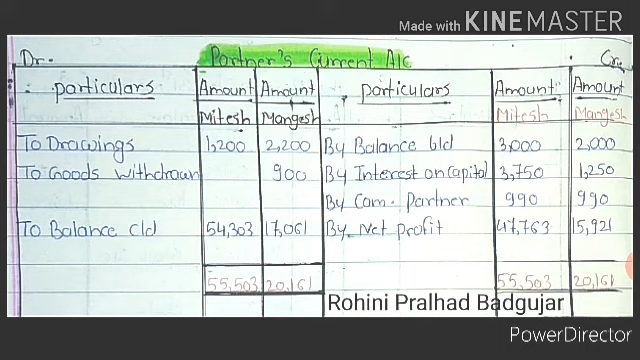 Made with KINEMASTER
Dr. Partner's Current A/c Cr.
particulars Amount Amount particulars Amount Amount
Mitesh Mangesh Mitesh Mangesh
To Drawings 1,200 2,200 By Balance b/d 3,000 2,000
To Goods withdrawn 900 By Interest on Capital 3,750 1,250
By Com. Partner 990 990
To Balance c/d 54,303 17,061 By Net profit 47,763 15,921
55,503 20,161 55,503 20,161
Rohini Pralhad Badgujar
PowerDirector